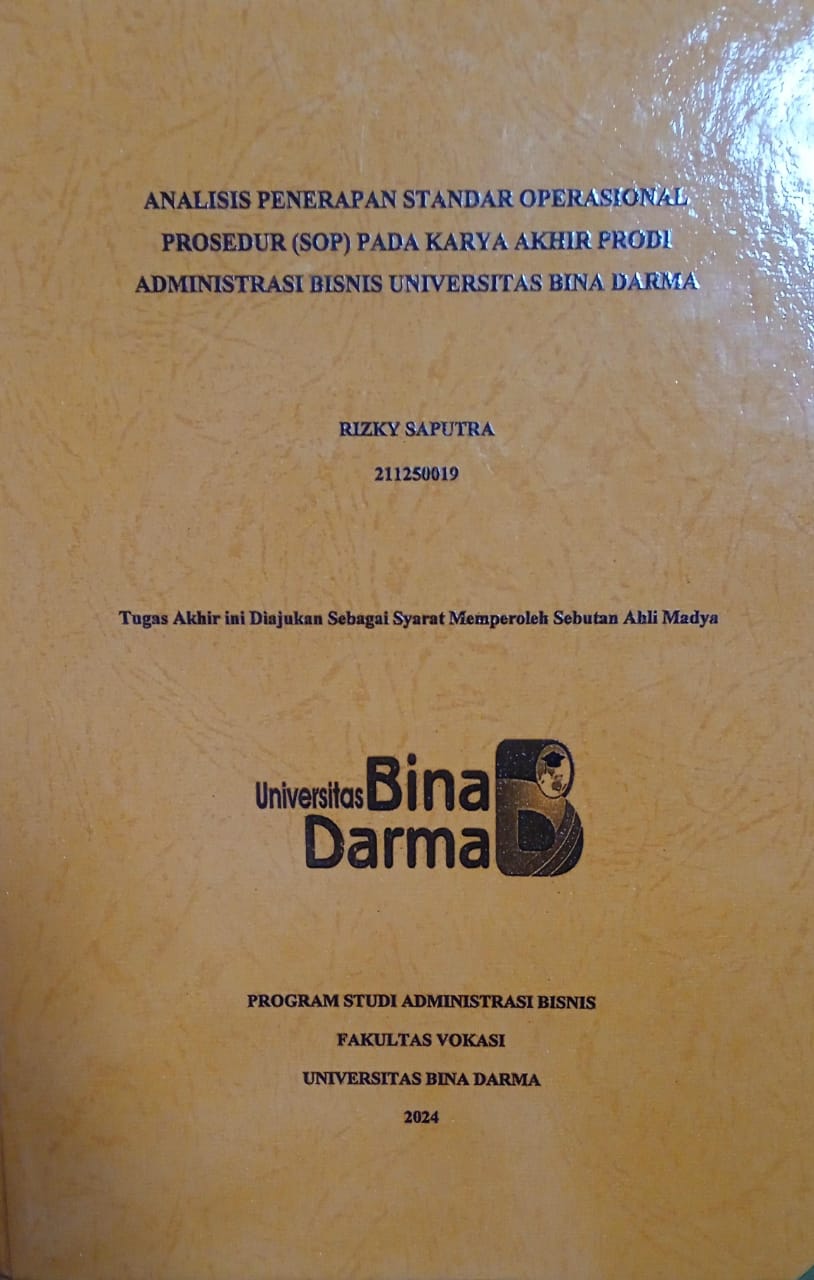 ANALISIS PENERAPAN STANDAR OPERASIONAL
PROSEDUR (SOP) PADA KARYA AKHIR PRODI
ADMINISTRASI BISNIS UNIVERSITAS BINA DARMA
RIZKY SAPUTRA
211250019
Tugas Akhir ini Diajukan Sebagai Syarat Memperoleh Sebutan Ahli Madya
Universitas Bina
Darma
PROGRAM STUDI ADMINISTRASI BISNIS
FAKULTAS VOKASI
UNIVERSITAS BINA DARMA
2024